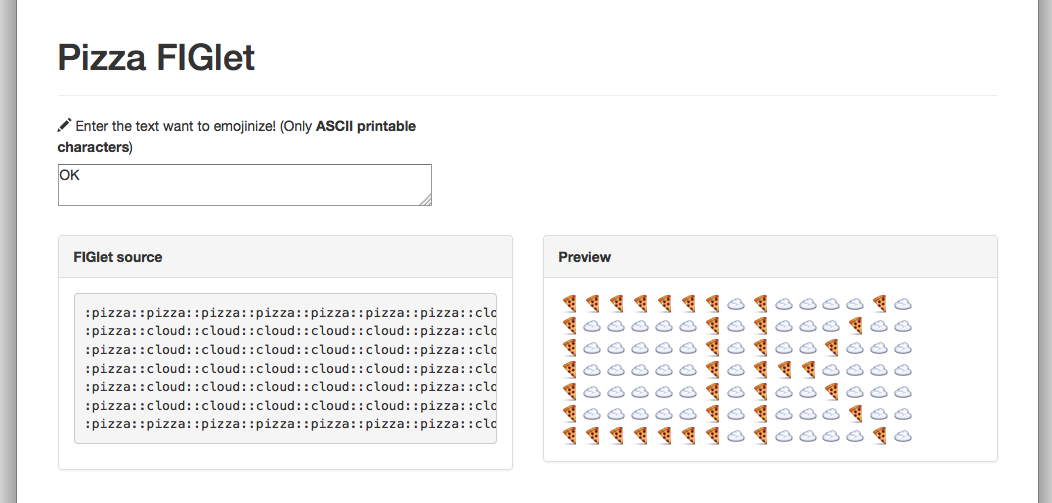 Pizza FIGlet
Enter the text want to emojinize! (Only ASCII printable
characters)
OK
FIGlet source
:pizza::pizza::pizza::pizza::pizza::pizza::pizza::clo
:pizza::cloud::cloud::cloud::cloud::cloud::pizza::clo
:pizza::cloud::cloud::cloud::cloud::cloud::pizza::clo
:pizza::cloud::cloud::cloud::cloud::cloud::pizza::clo
:pizza::cloud::cloud::cloud::cloud::cloud::pizza::clo
:pizza::cloud::cloud::cloud::cloud::cloud::pizza::clo
:pizza::pizza::pizza::pizza::pizza::pizza::pizza::clo
Preview